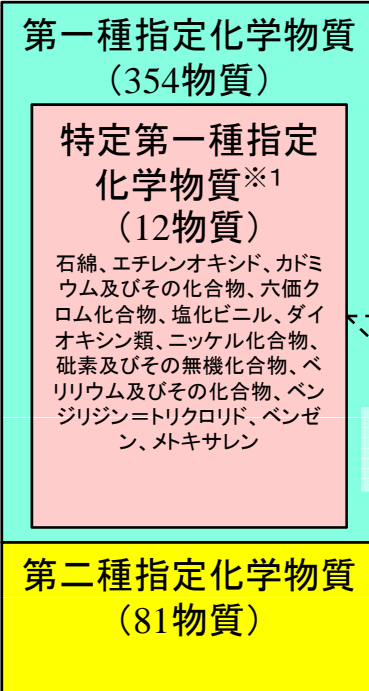 第一種指定化学物質
（354物質）
特定第一種指定
化学物質※1
（12物質）
石綿、エチレンオキシド、カドミ
ウム及びその化合物、六価ク
ロム化合物、塩化ビニル、ダイ
オキシン類、ニッケル化合物、
砒素及びその無機化合物、ベ
リリウム及びその化合物、ベン
ジリジン＝トリクロリド、ベンゼ
ン、メトキサレン
第二種指定化学物質
（81物質）